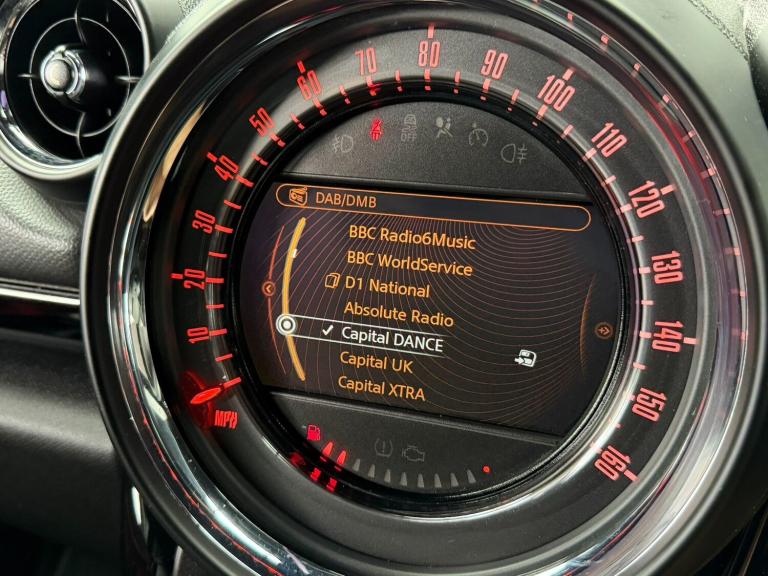 DAB/DMB
BBC Radio6Music
BBC WorldService
D1 National
Absolute Radio
Capital DANCE
Capital UK
Capital XTRA
10
20
30
40
50
60
70
80
90
100
110
120
130
140
150
160
MPH